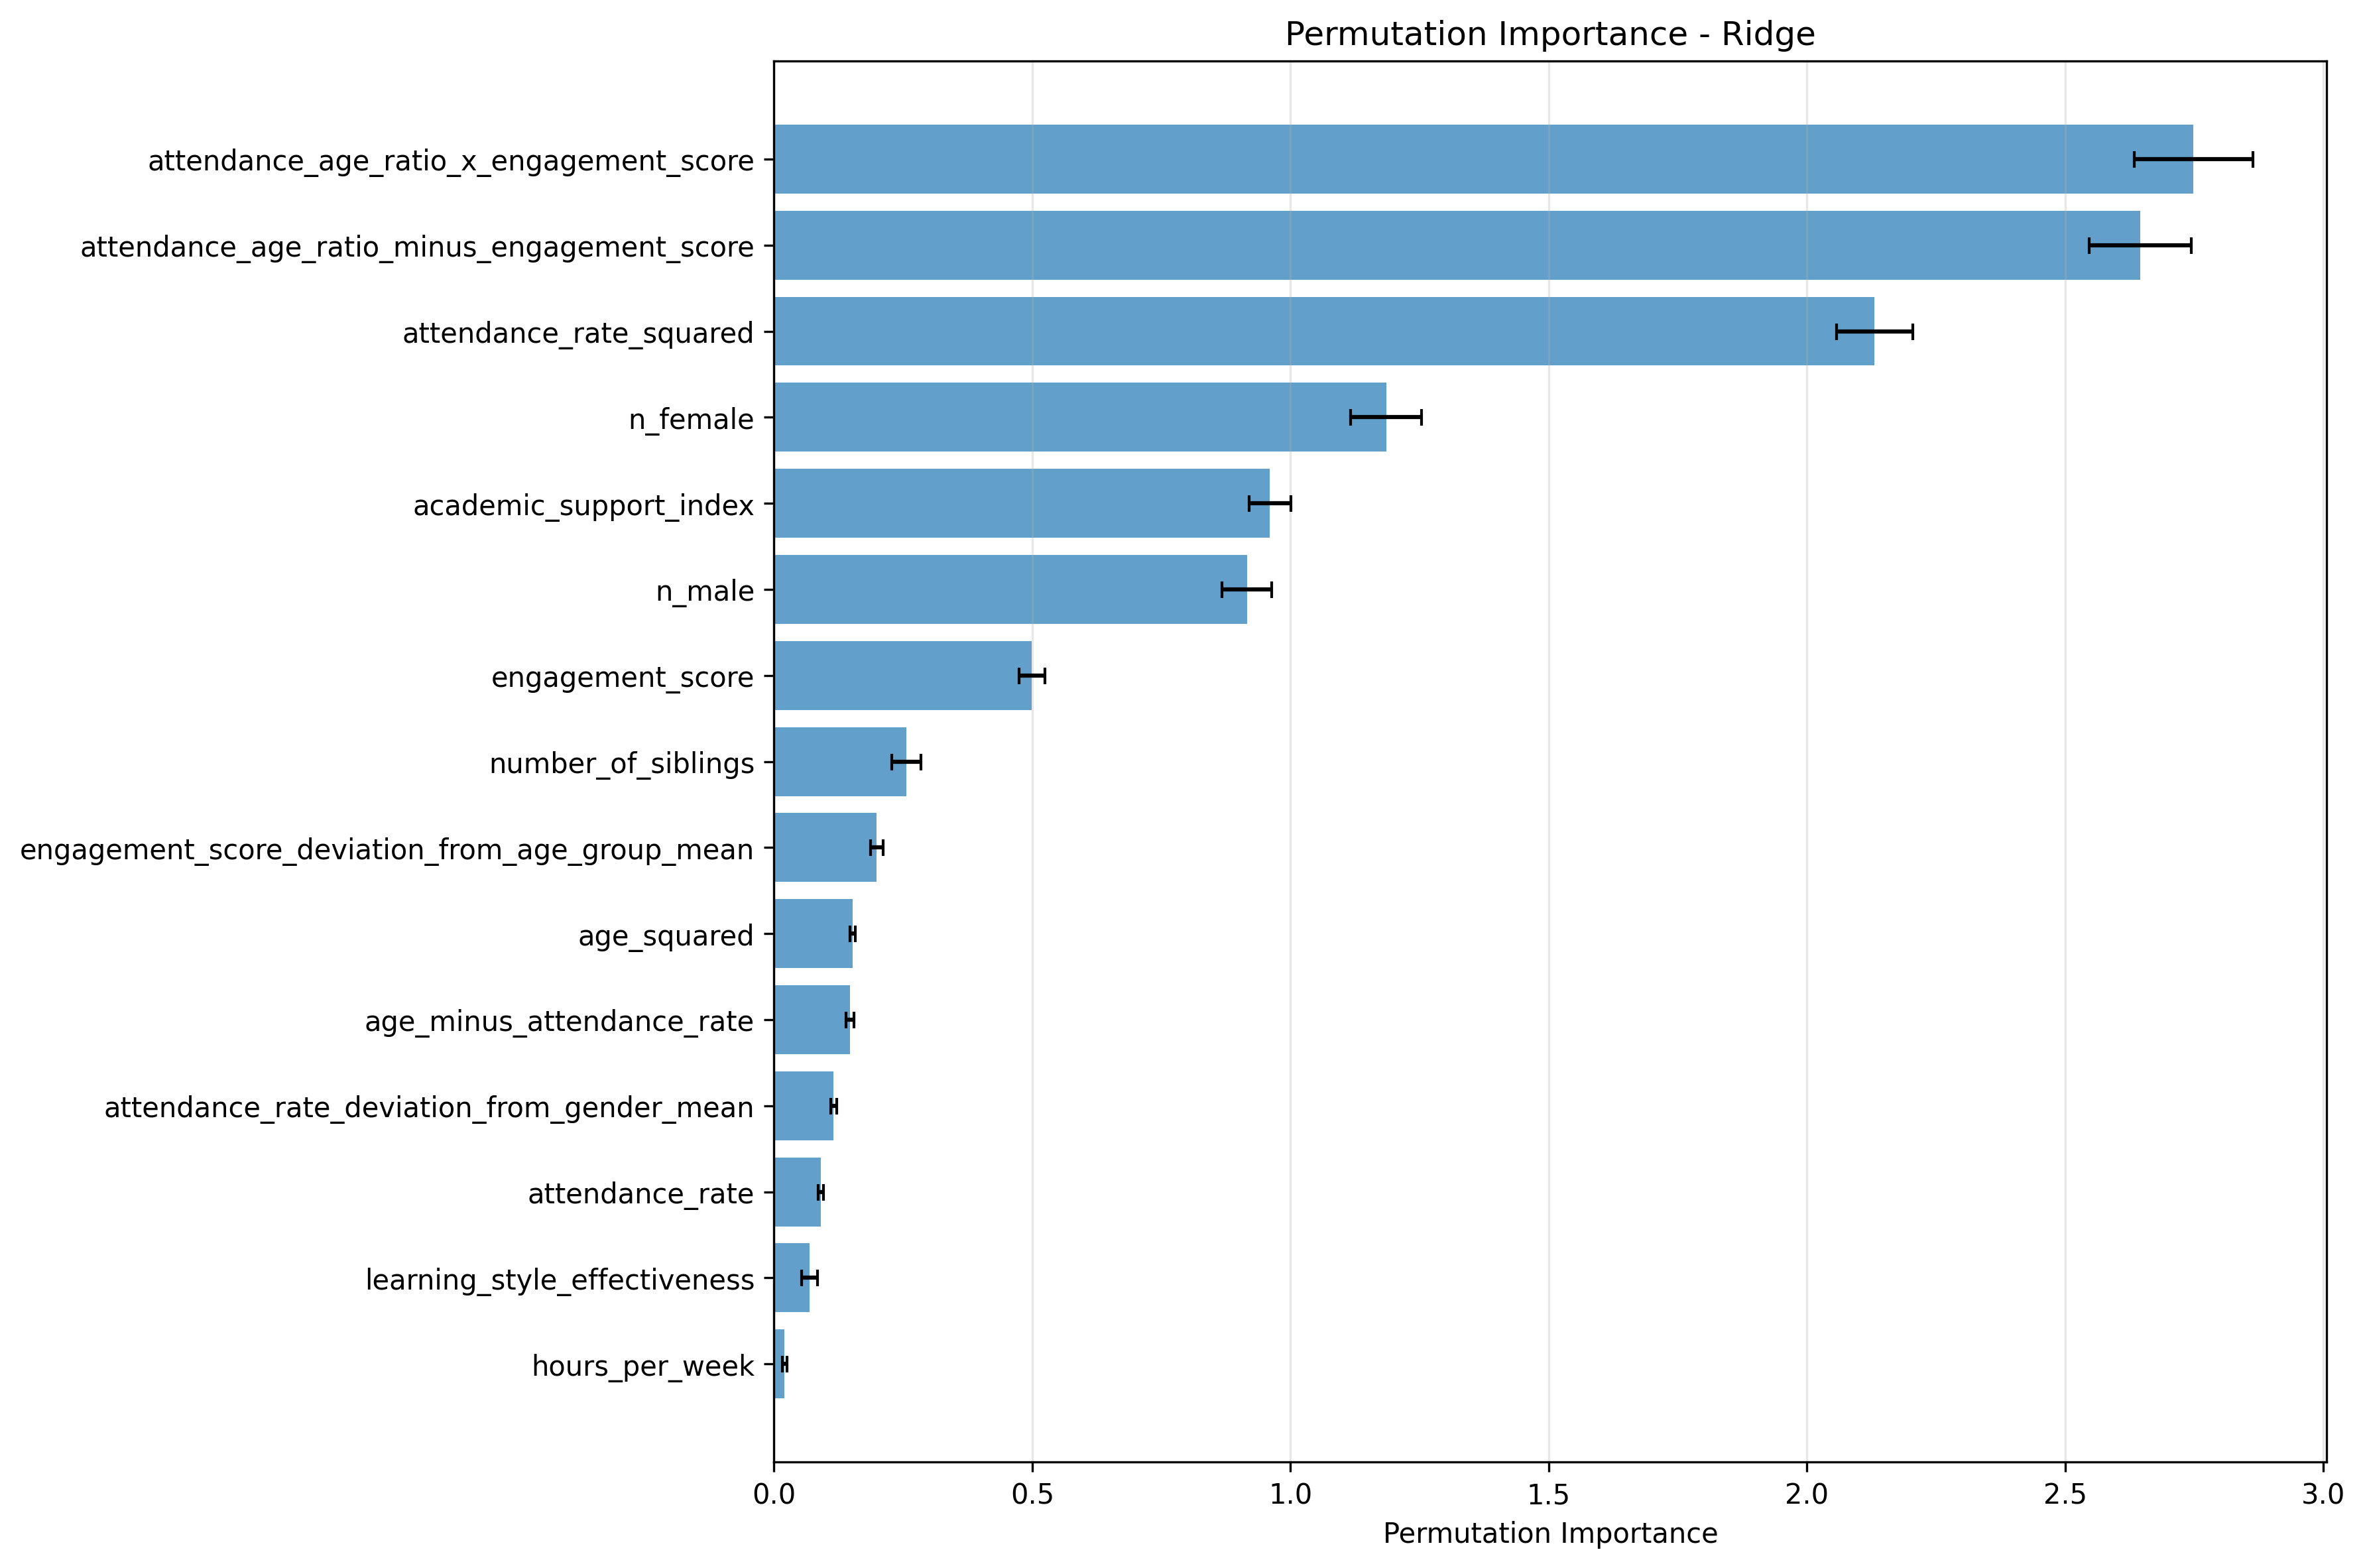 Permutation Importance - Ridge
attendance_age_ratio_x_engagement_score
attendance_age_ratio_minus_engagement_score
attendance_rate_squared
n_female
academic_support_index
n_male
engagement_score
number_of_siblings
engagement_score_deviation_from_age_group_mean
age_squared
age_minus_attendance_rate
attendance_rate_deviation_from_gender_mean
attendance_rate
learning_style_effectiveness
hours_per_week
0.0 0.5 1.0 1.5 2.0 2.5 3.0
Permutation Importance